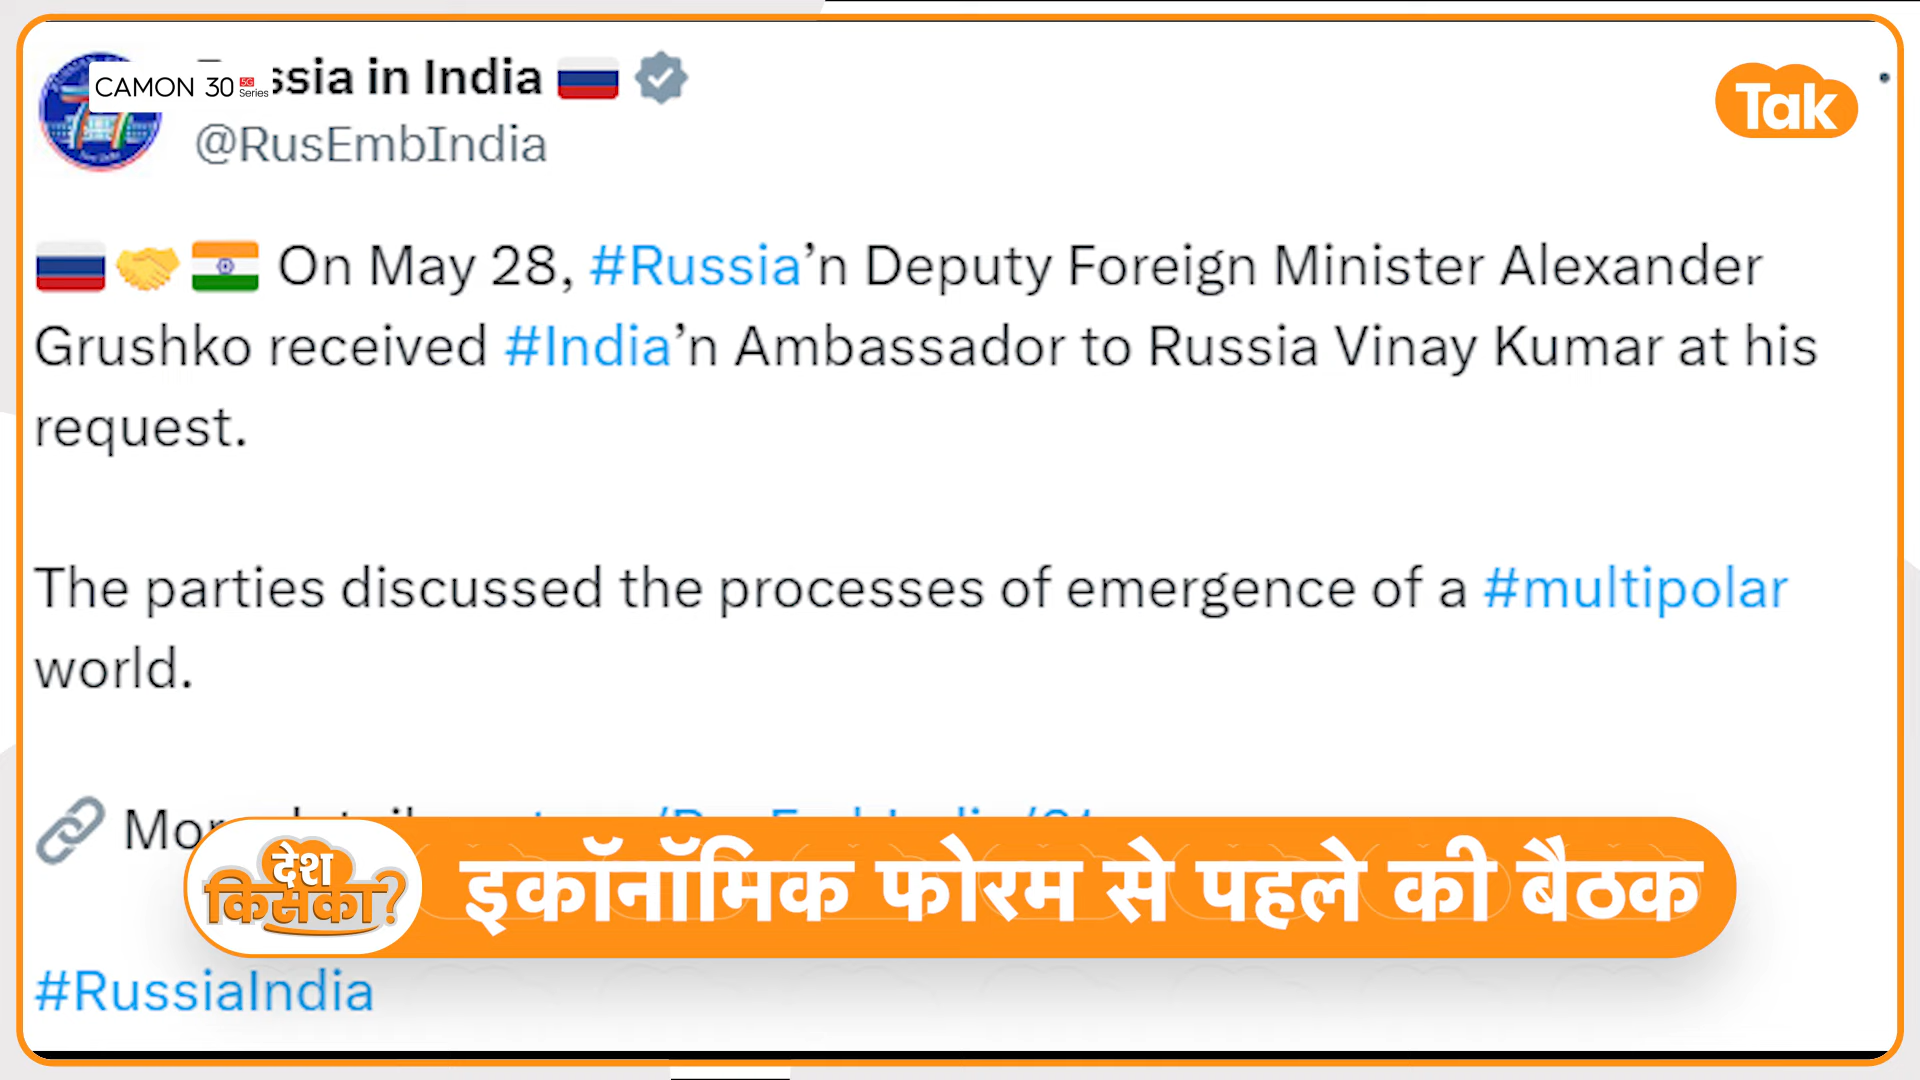 CAMON 30 5G Series
ssia in India
Tak
@RusEmbIndia
On May 28, #Russia’n Deputy Foreign Minister Alexander
Grushko received #India’n Ambassador to Russia Vinay Kumar at his
request.
The parties discussed the processes of emergence of a #multipolar
world.
देश
किसका?
इकॉनॉमिक फोरम से पहले की बैठक
#RussiaIndia